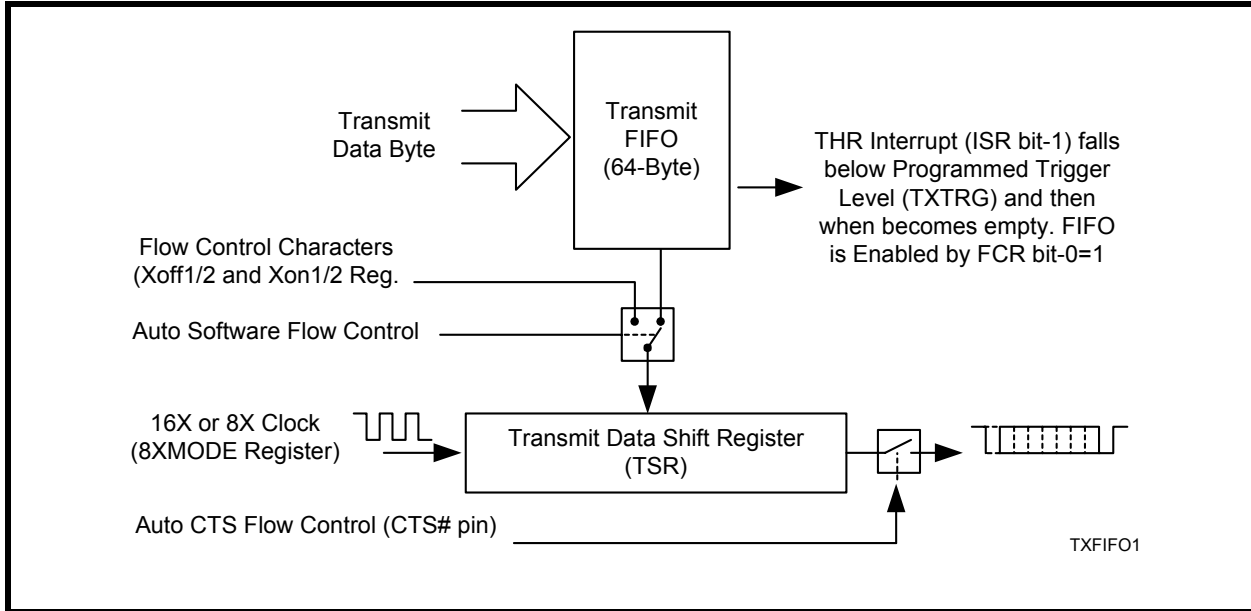 Transmit
Data Byte
Transmit
FIFO
(64-Byte)
THR Interrupt (ISR bit-1) falls
below Programmed Trigger
Level (TXTRG) and then
when becomes empty. FIFO
is Enabled by FCR bit-0=1
Flow Control Characters
(Xoff1/2 and Xon1/2 Reg.
Auto Software Flow Control
16X or 8X Clock
(8XMODE Register)
Transmit Data Shift Register
(TSR)
Auto CTS Flow Control (CTS# pin)
TXFIFO1